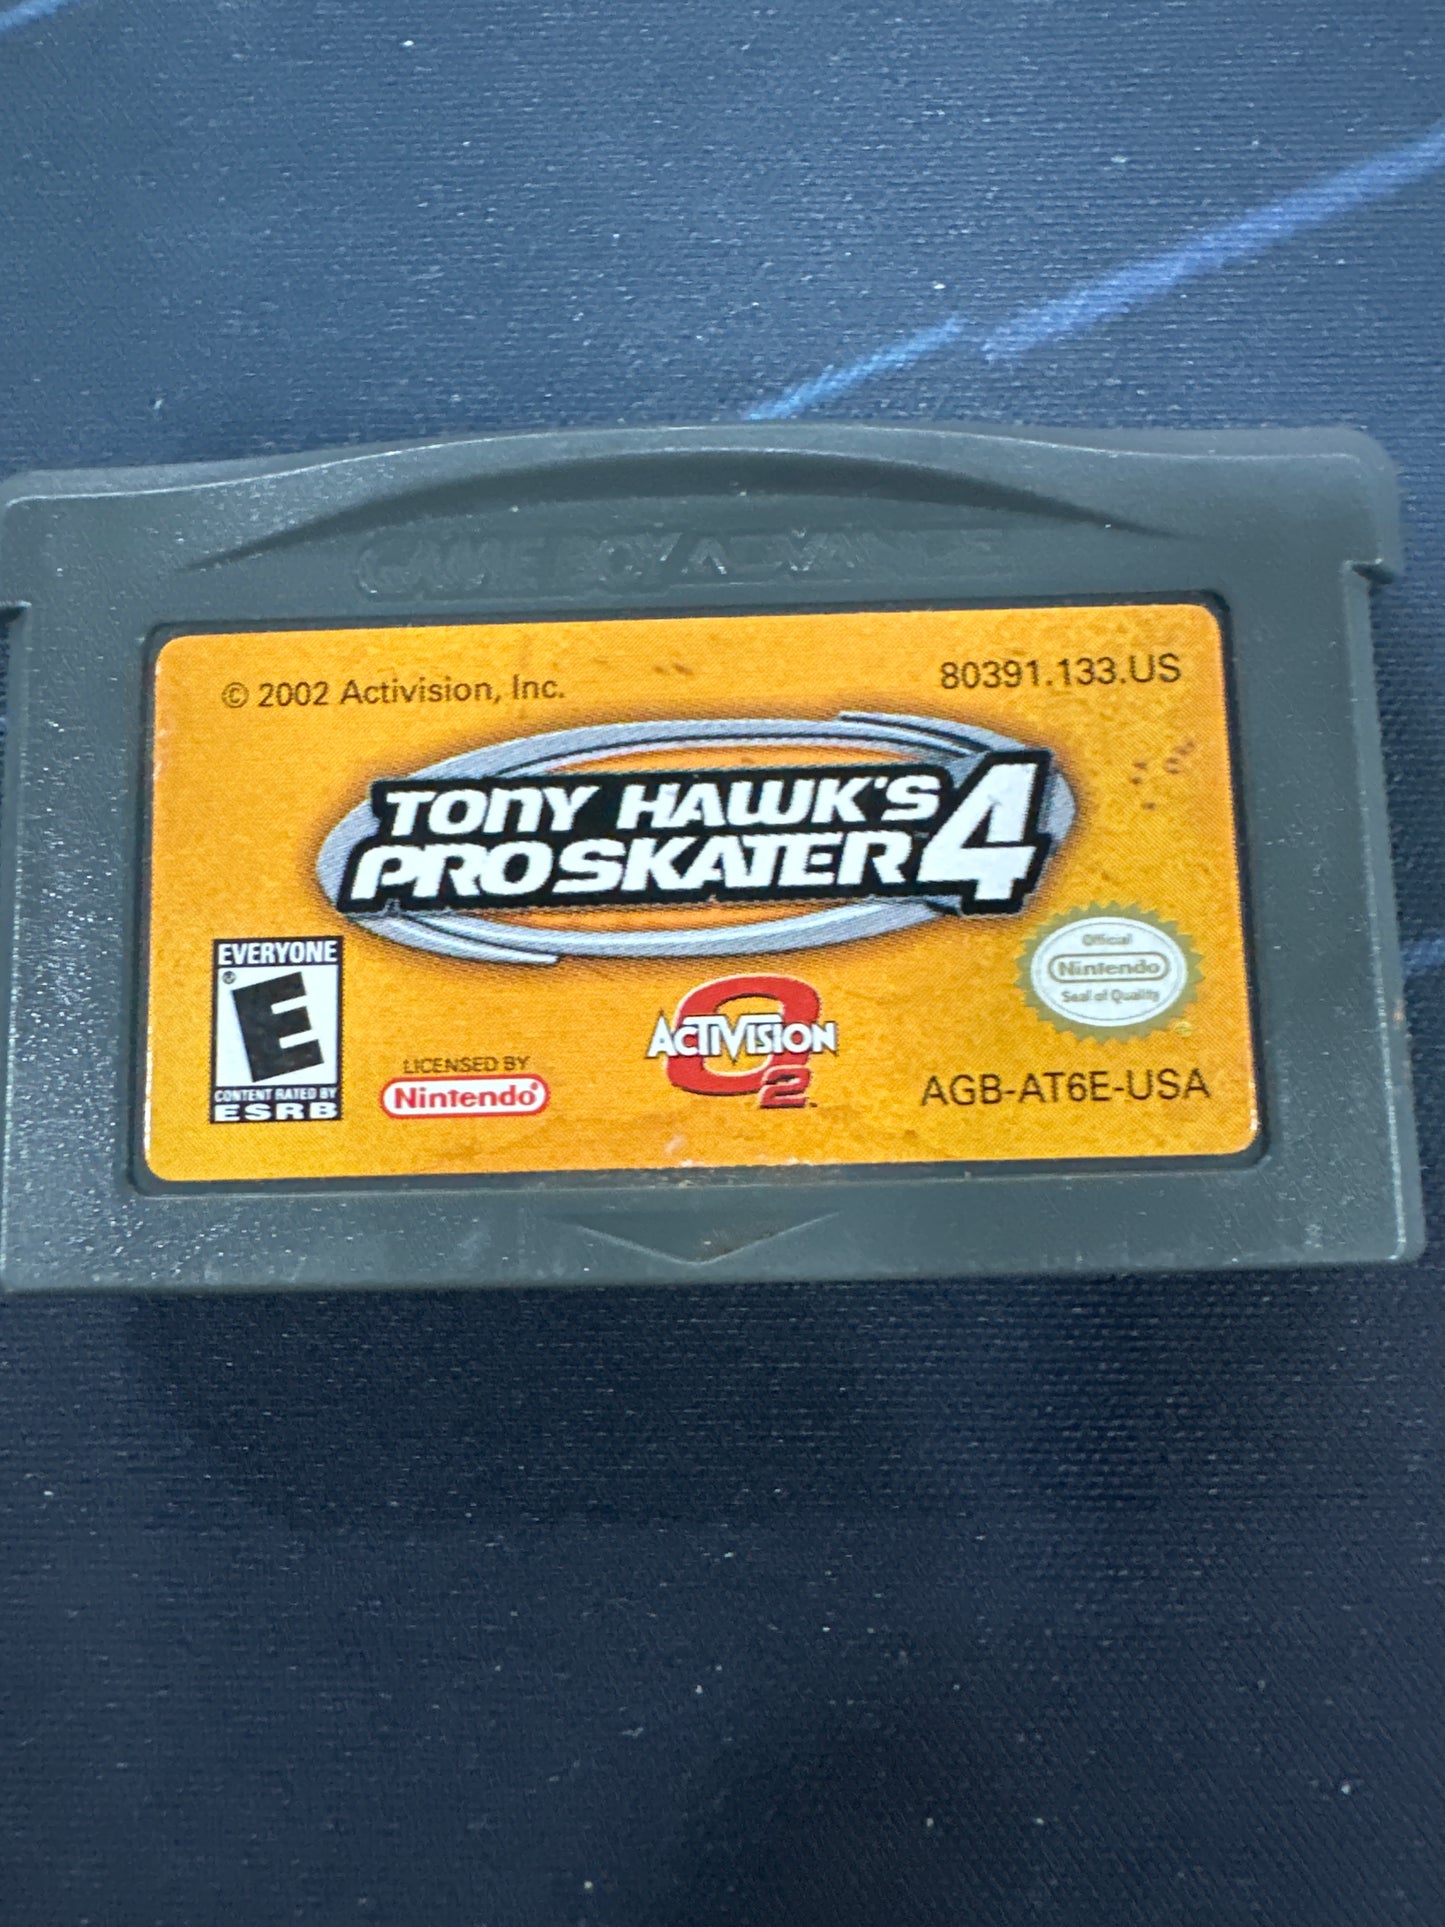 GAME BOY ADVANCE
© 2002 Activision, Inc.
80391.133.US
TONY HAWK'S
PRO SKATER 4
EVERYONE
E
CONTENT RATED BY
ESRB
LICENSED BY
Nintendo®
ACTIVISION
O2™
Official
Nintendo
Seal of Quality
AGB-AT6E-USA